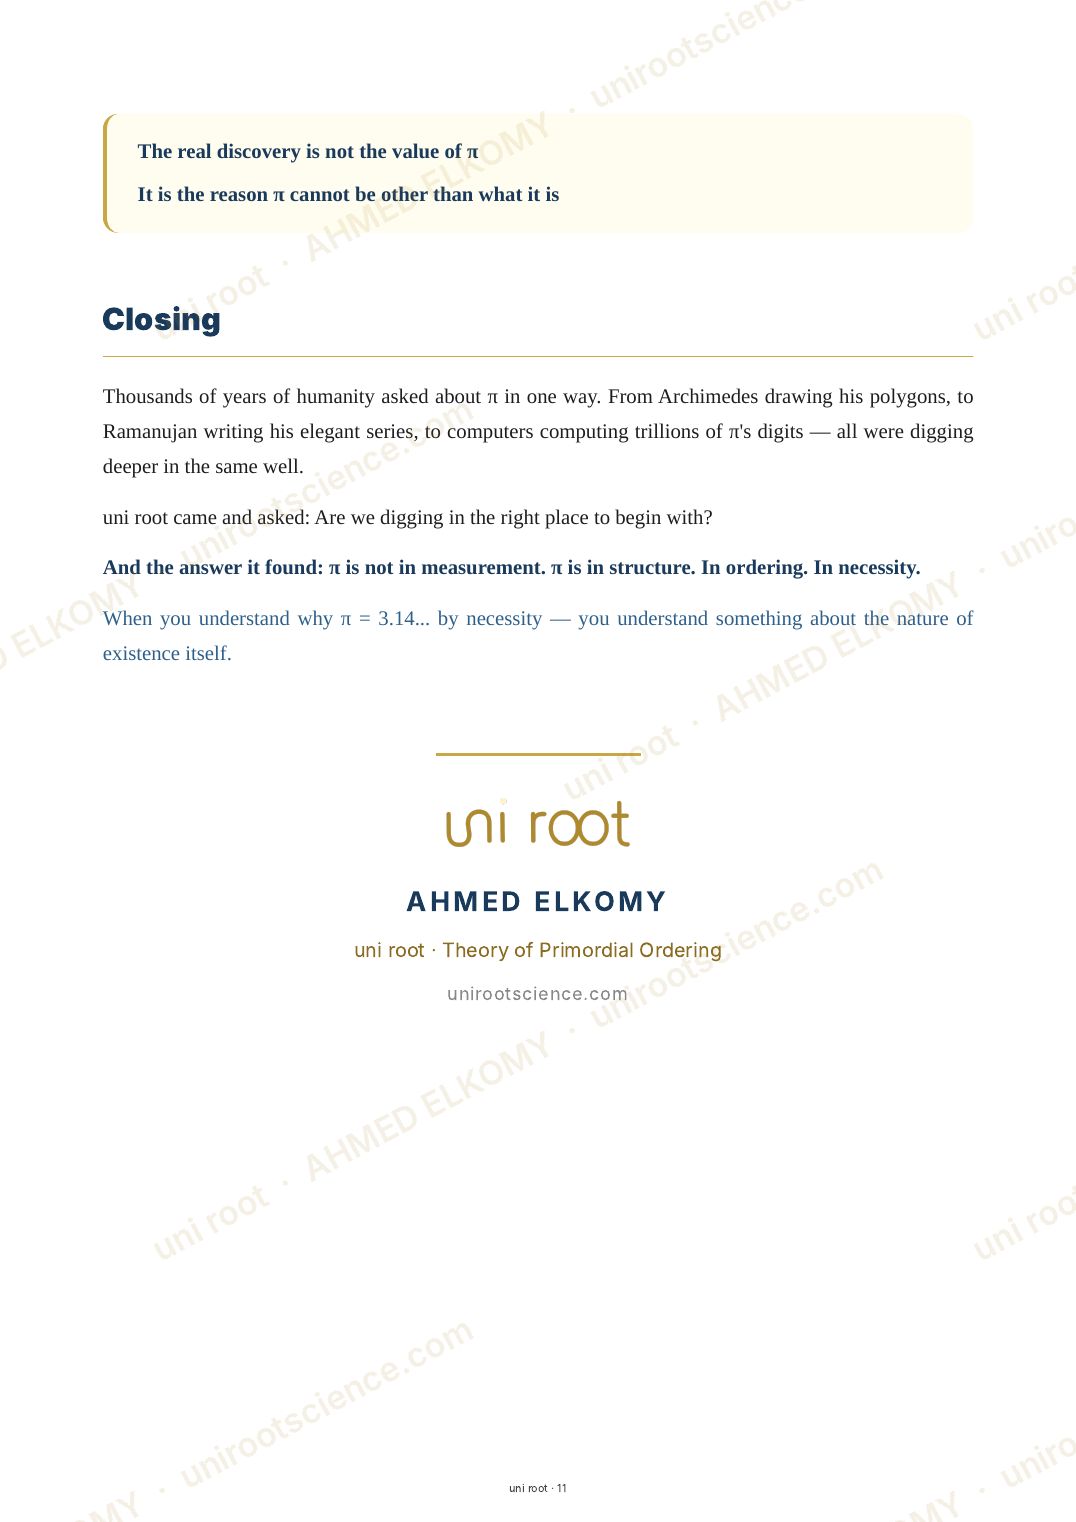 The real discovery is not the value of π
It is the reason π cannot be other than what it is
Closing
Thousands of years of humanity asked about π in one way. From Archimedes drawing his polygons, to
Ramanujan writing his elegant series, to computers computing trillions of π's digits — all were digging
deeper in the same well.
uni root came and asked: Are we digging in the right place to begin with?
And the answer it found: π is not in measurement. π is in structure. In ordering. In necessity.
When you understand why π = 3.14... by necessity — you understand something about the nature of
existence itself.
uni root
AHMED ELKOMY
uni root · Theory of Primordial Ordering
unirootscience.com
uni root · AHMED ELKOMY · unirootscience.com
uni root · 11